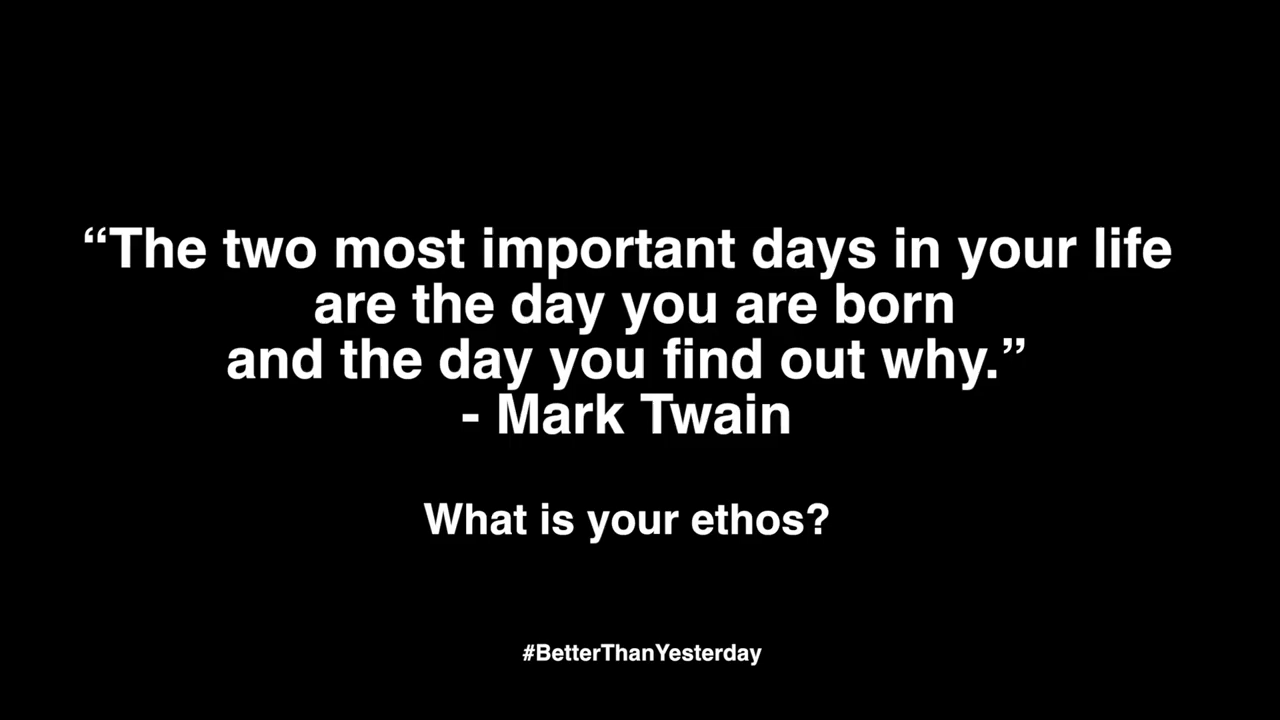 “The two most important days in your life
are the day you are born
and the day you find out why.”
- Mark Twain
What is your ethos?
#BetterThanYesterday